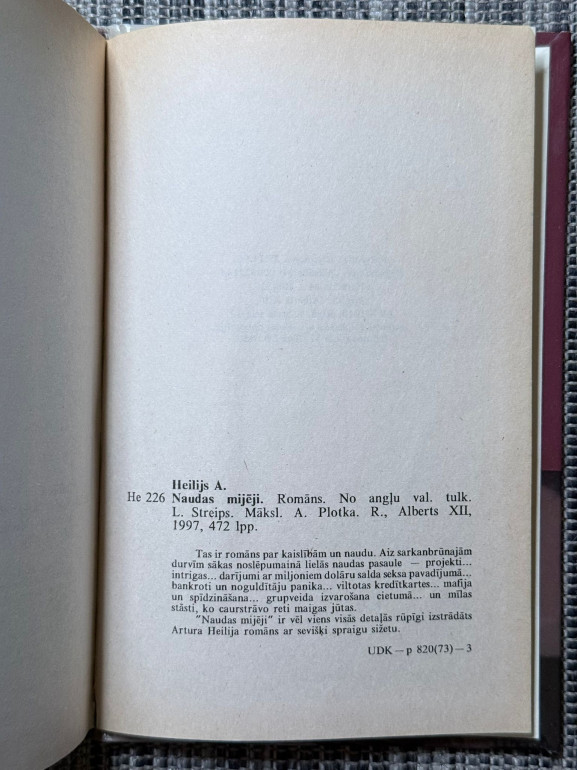 Heilijs A.
He 226 Naudas mijēji. Romāns. No angļu val. tulk.
L. Streips. Māksl. A. Plotka. R., Alberts XII,
1997, 472 lpp.
Tas ir romāns par kaislībām un naudu. Aiz sarkanbrūnajām
durvīm sākas noslēpumainā lielās naudas pasaule — projekti...
intrigas... darījumi ar miljoniem dolāru salda seksa pavadījumā...
bankroti un noguldītāju panika... viltotas kredītkartes... mafija
un spīdzināšana... grupveida izvarošana cietumā... un mīlas
stāsti, ko caurstrāvo reti maigas jūtas.
"Naudas mijēji" ir vēl viens visās detaļās rūpīgi izstrādāts
Artura Heilija romāns ar sevišķi spraigu sižetu.
UDK — p 820(73) — 3